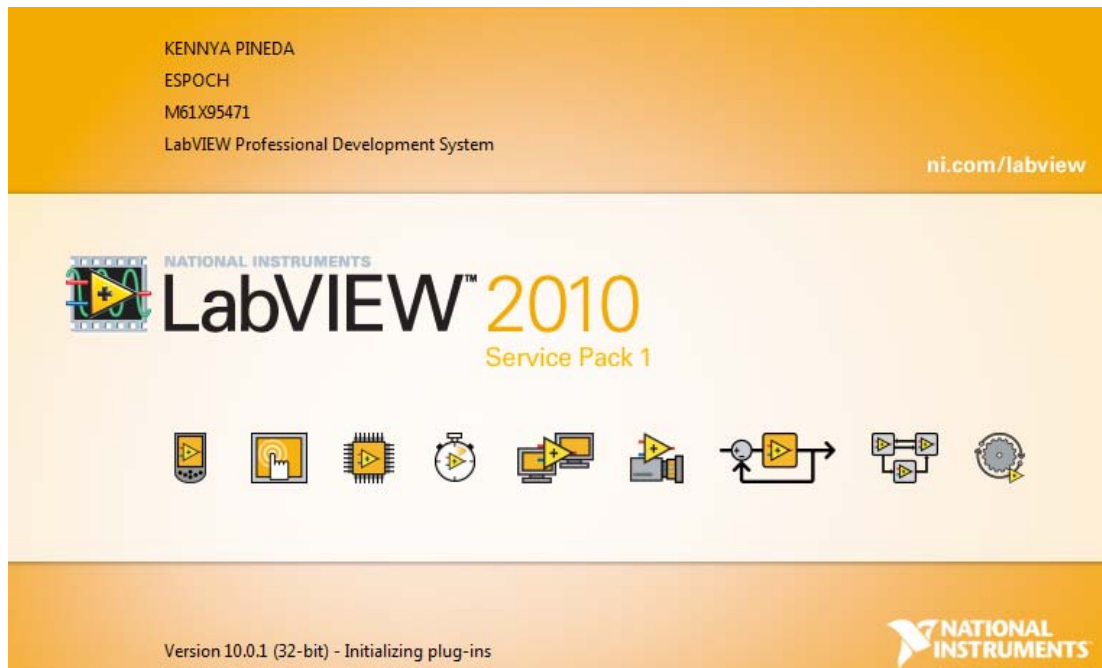 KENNYA PINEDA
ESPOCH
M61X95471
LabVIEW Professional Development System
ni.com/labview
NATIONAL INSTRUMENTS
LabVIEW™ 2010
Service Pack 1
Version 10.0.1 (32-bit) - Initializing plug-ins
NATIONAL
INSTRUMENTS